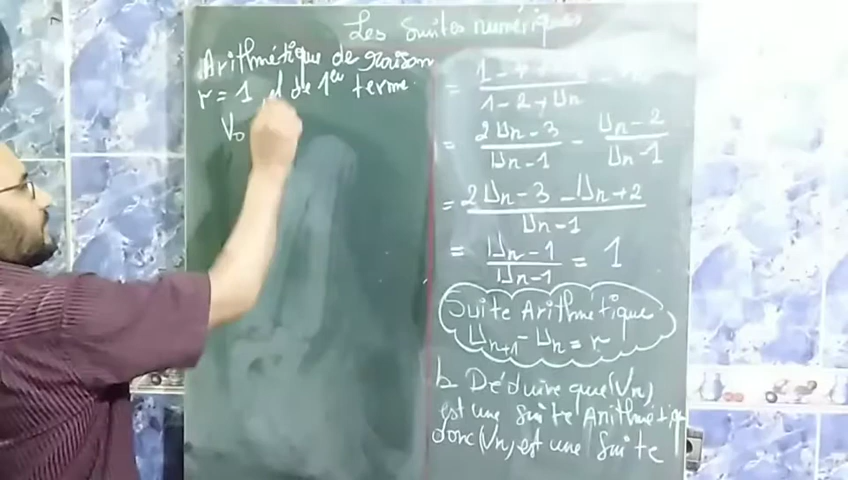 Les suites numériques
Arithmétique de raison
r = 1 et de 1er terme
V0
1 - 2 + Un
= 2Un - 3 / Un - 1 - Un - 2 / Un - 1
= 2Un - 3 - Un + 2 / Un - 1
= Un - 1 / Un - 1 = 1
Suite Arithmétique
Un+1 - Un = r
b Déduire que (Vn)
est une suite Arithmétique
donc (Vn) est une suite